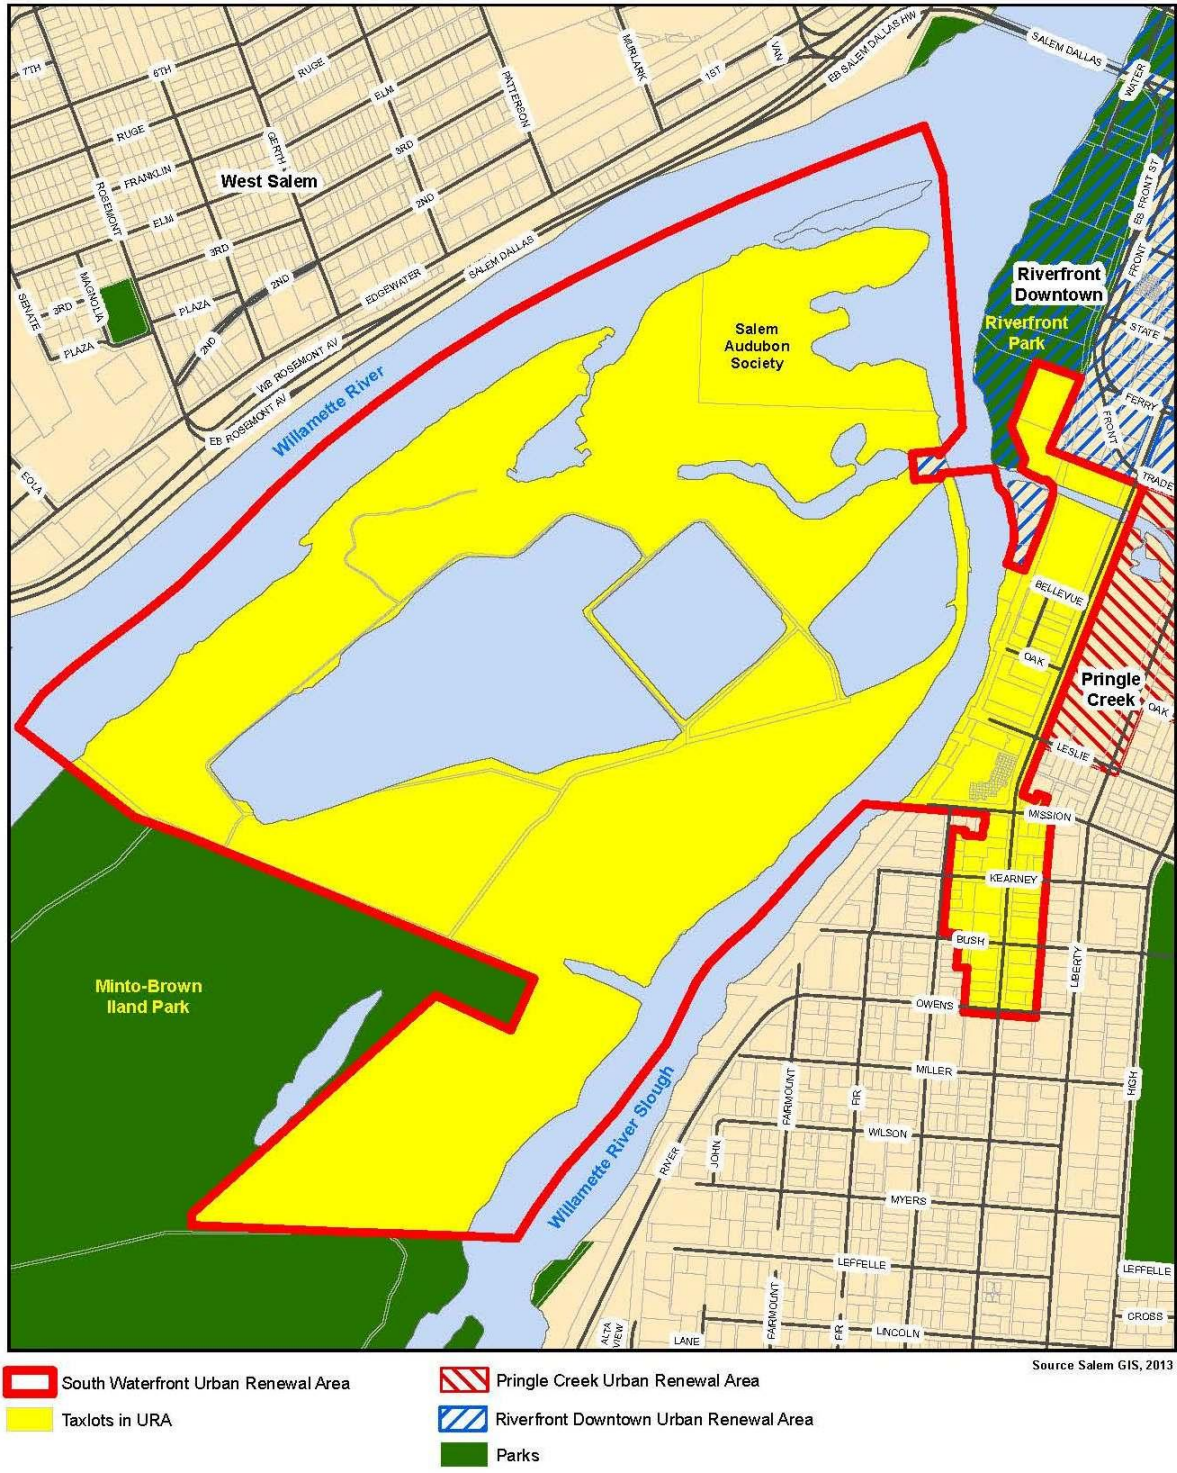 SALEM DALLAS
EB SALEM DALLAS HW
MURLARK
VAN
1ST
7TH
6TH
RUGE
ELM
PATTERSON
WATER
RUGE
GERTH
3RD
EB FRONT ST
FRANKLIN
West Salem
ROSEMONT
2ND
ELM
3RD
SALEM DALLAS
FRONT
Riverfront
Downtown
MAGNOLIA
2ND
EDGEWATER
SENATE
3RD
PLAZA
Riverfront
Park
STATE
Salem
Audubon
Society
2ND
PLAZA
WB ROSEMONT AV
EB ROSEMONT AV
Willamette River
FERRY
FRONT
EOLA
TRADE
BELLEVUE
OAK
Pringle
Creek
OAK
LESLIE
MISSION
KEARNEY
BUSH
LIBERTY
Minto-Brown
Iland Park
OWENS
MILLER
HIGH
FAIRMOUNT
FIR
Willamette River Slough
WILSON
JOHN
RIVER
MYERS
LEFFELLE
LEFFELLE
FAIRMOUNT
CROSS
ALTA
VIEW
LANE
FIR
LINCOLN
Source Salem GIS, 2013
South Waterfront Urban Renewal Area
Taxlots in URA
Pringle Creek Urban Renewal Area
Riverfront Downtown Urban Renewal Area
Parks